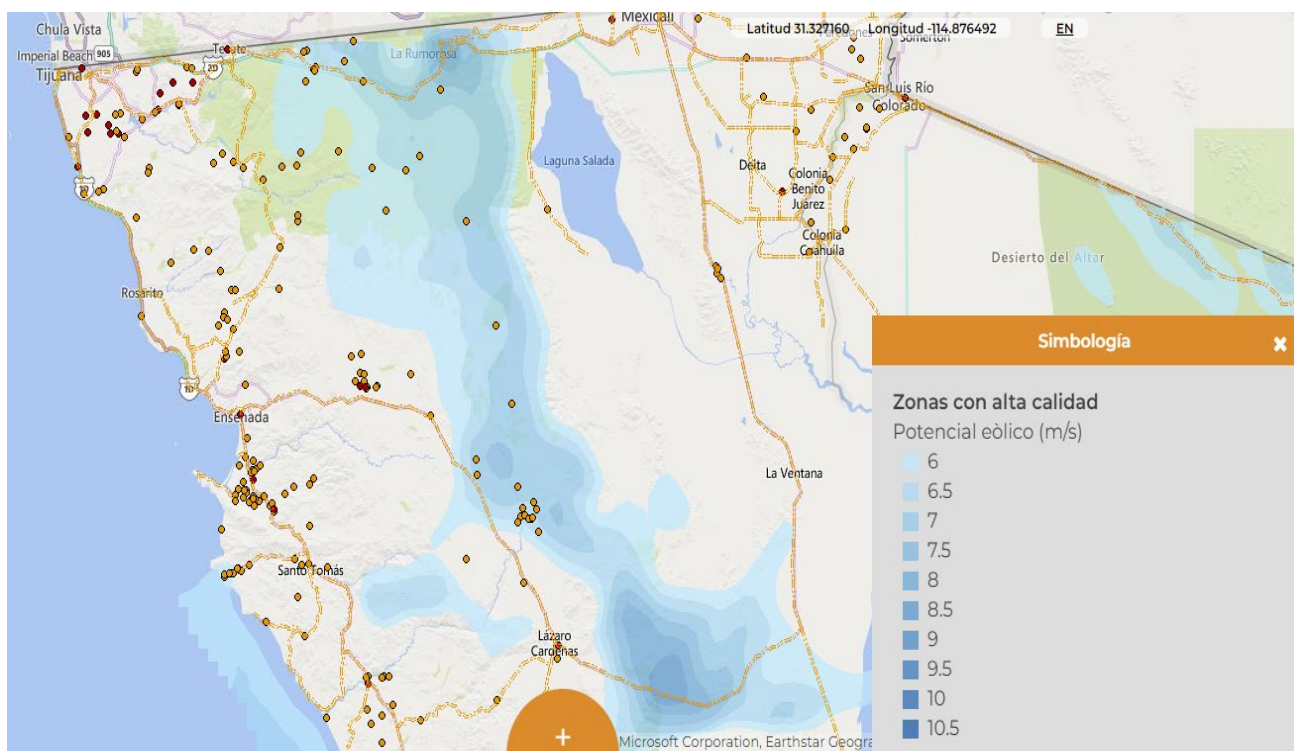 Mexicali
Chula Vista
Latitud 31.327160
Longitud -114.876492
EN
Somerton
Imperial Beach
905
Tecate
La Rumorosa
Tijuana
2D
San Luis Río
Colorado
Laguna Salada
Delta
Colonia
Benito
Juárez
Colonia
Coahuila
Desierto del Altar
Rosarito
Simbología
10
Ensenada
Zonas con alta calidad
Potencial eòlico (m/s)
6
6.5
La Ventana
7
7.5
Santo Tomás
8
8.5
Lázaro
Cardenas
9
9.5
10
10.5
+
Microsoft Corporation, Earthstar Geogra